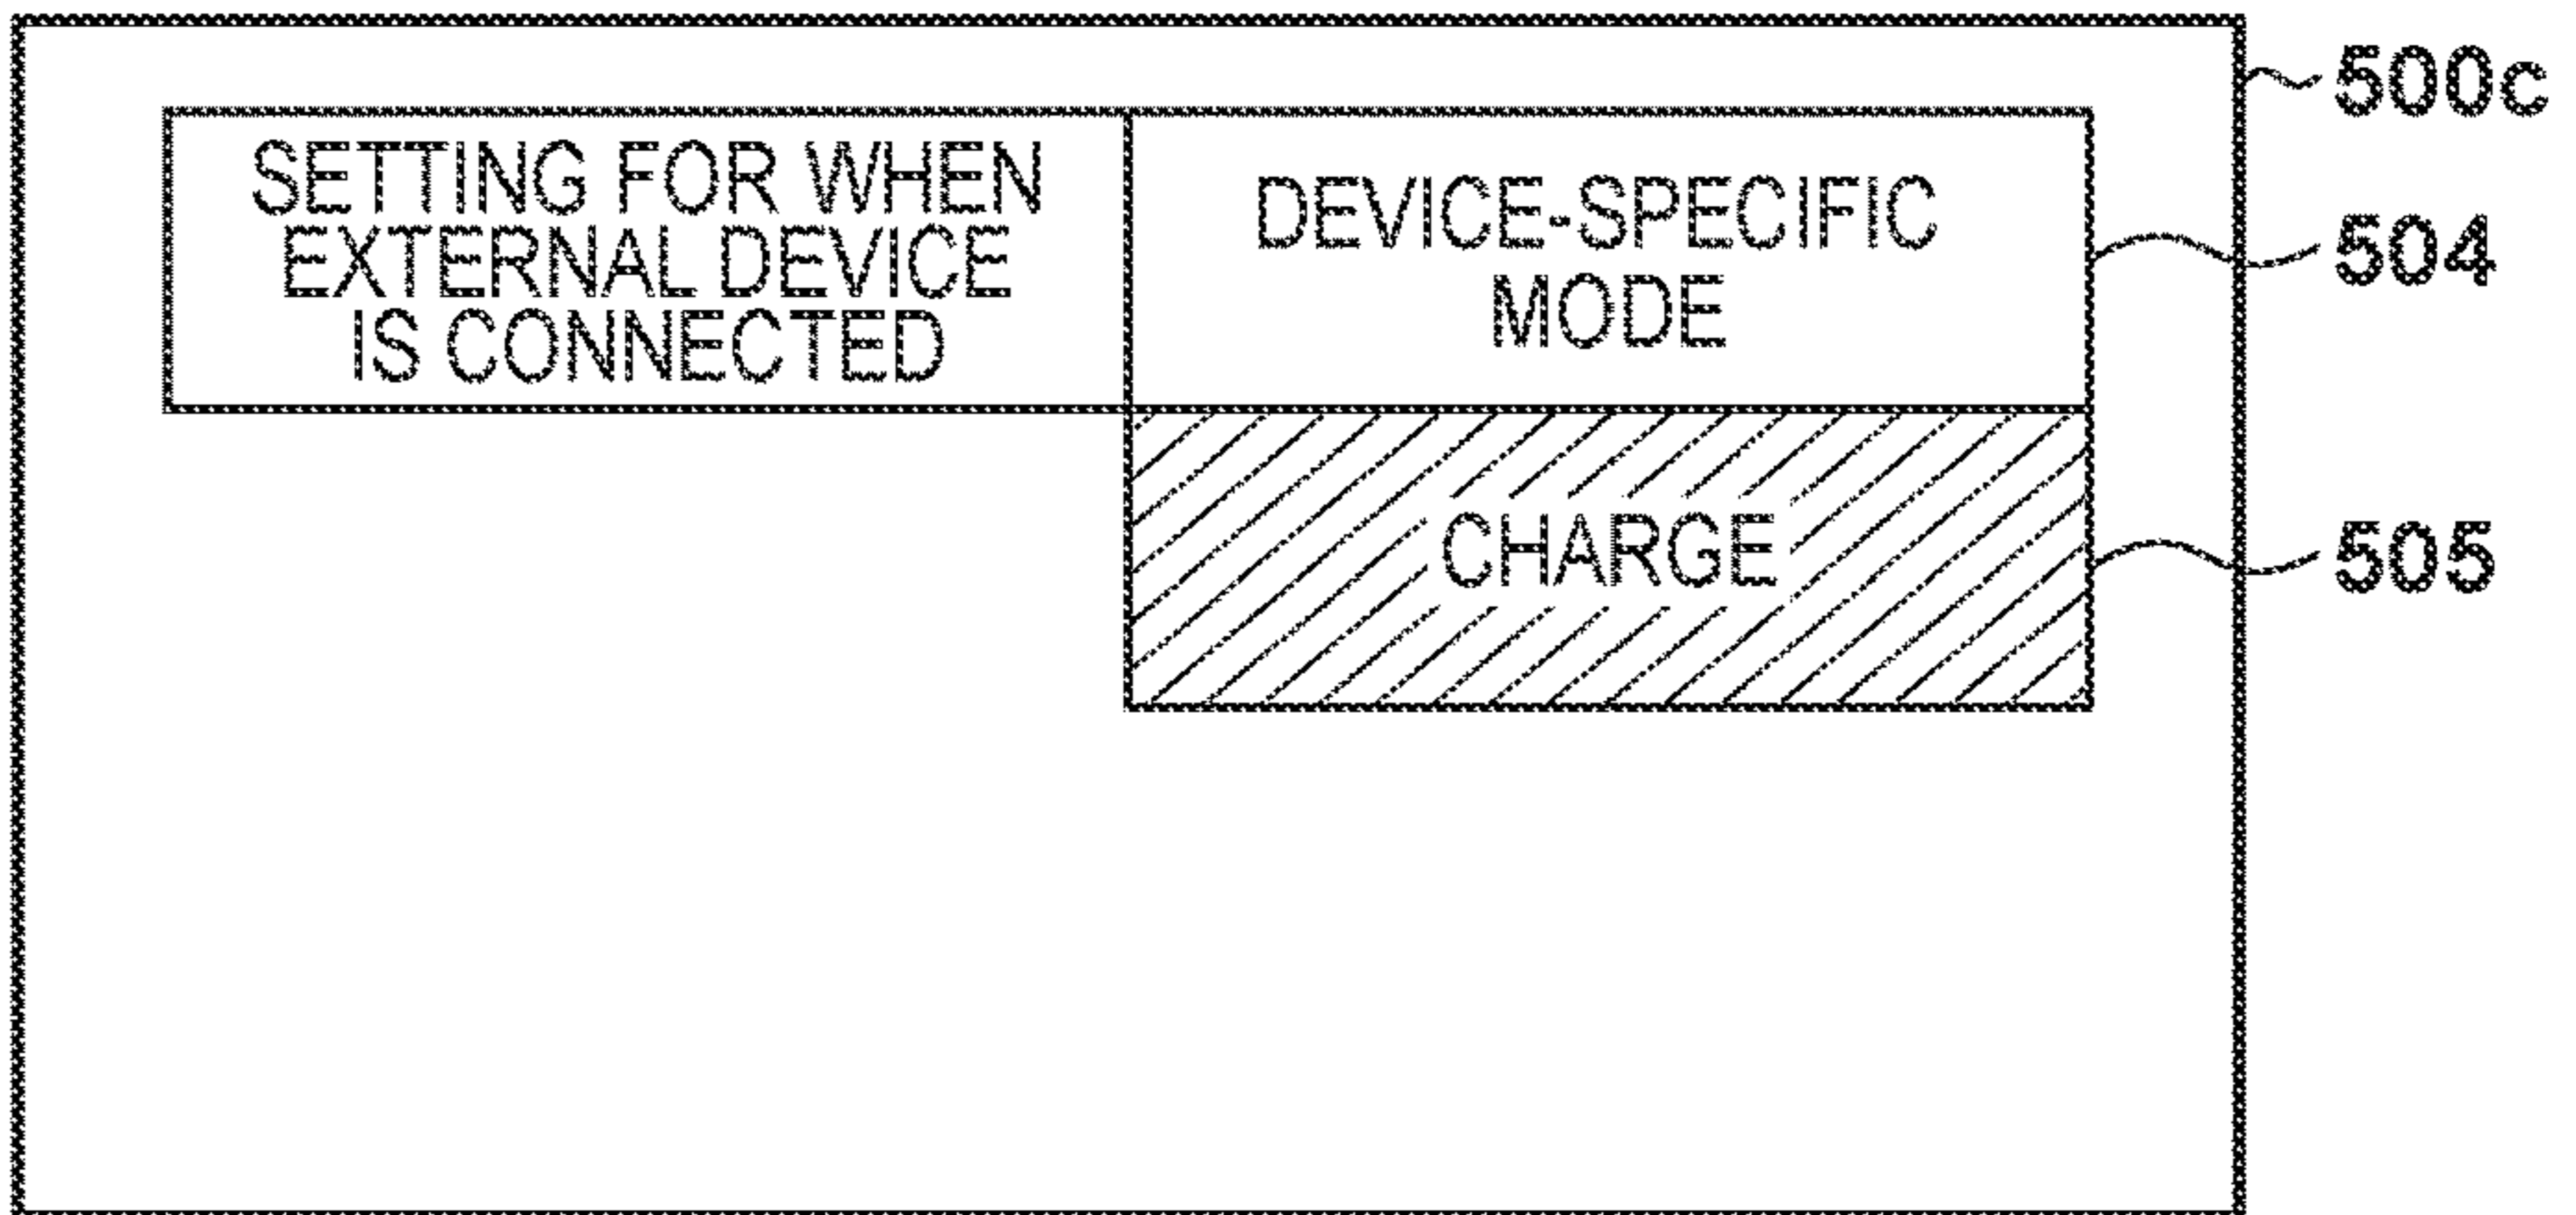 500c
SETTING FOR WHEN
EXTERNAL DEVICE
IS CONNECTED
DEVICE-SPECIFIC
MODE
504
CHARGE
505